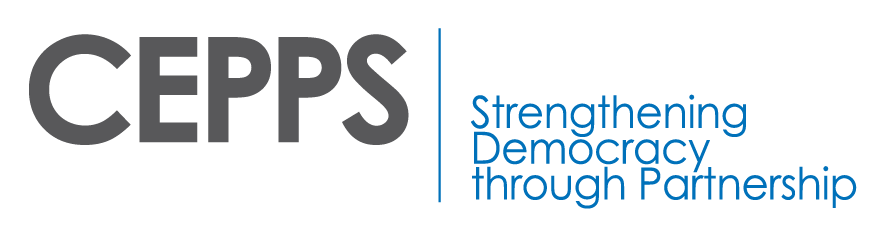 CEPPS
Strengthening
Democracy
through Partnership